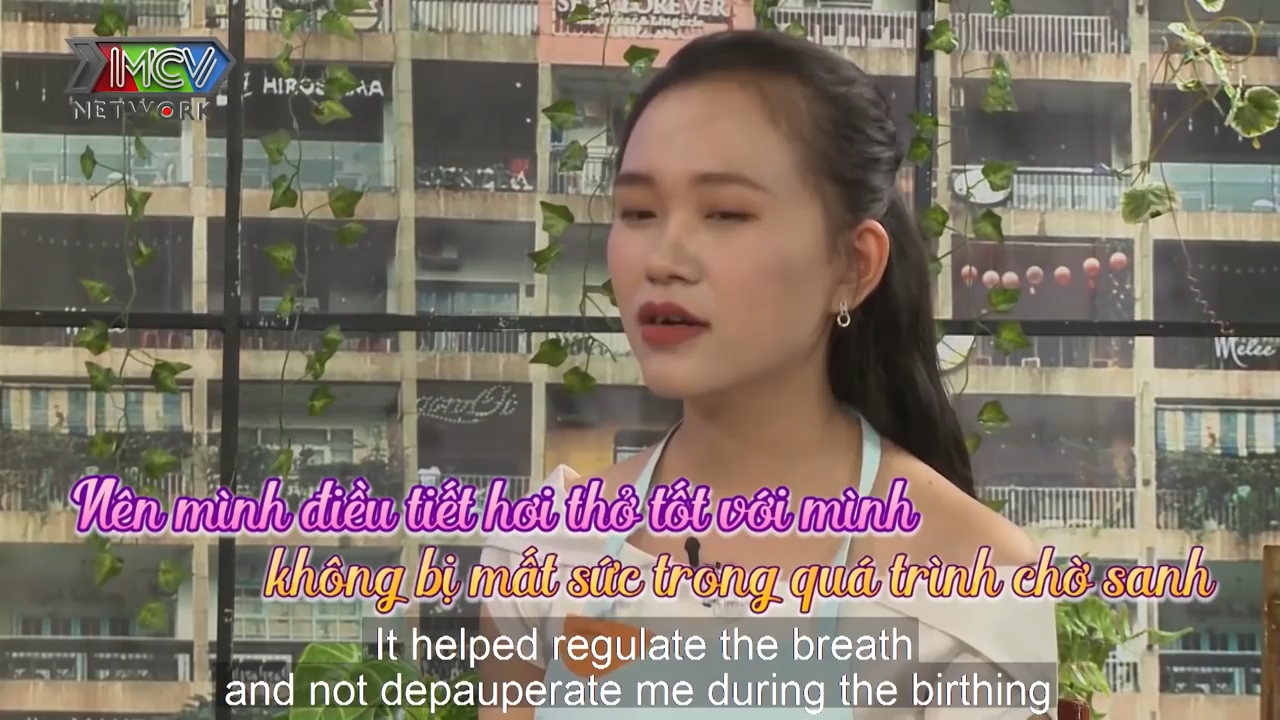 FOREVER
MCV
NETWORK
Nên mình điều tiết hơi thở tốt với mình
không bị mất sức trong quá trình chờ sanh
It helped regulate the breath
and not depauperate me during the birthing